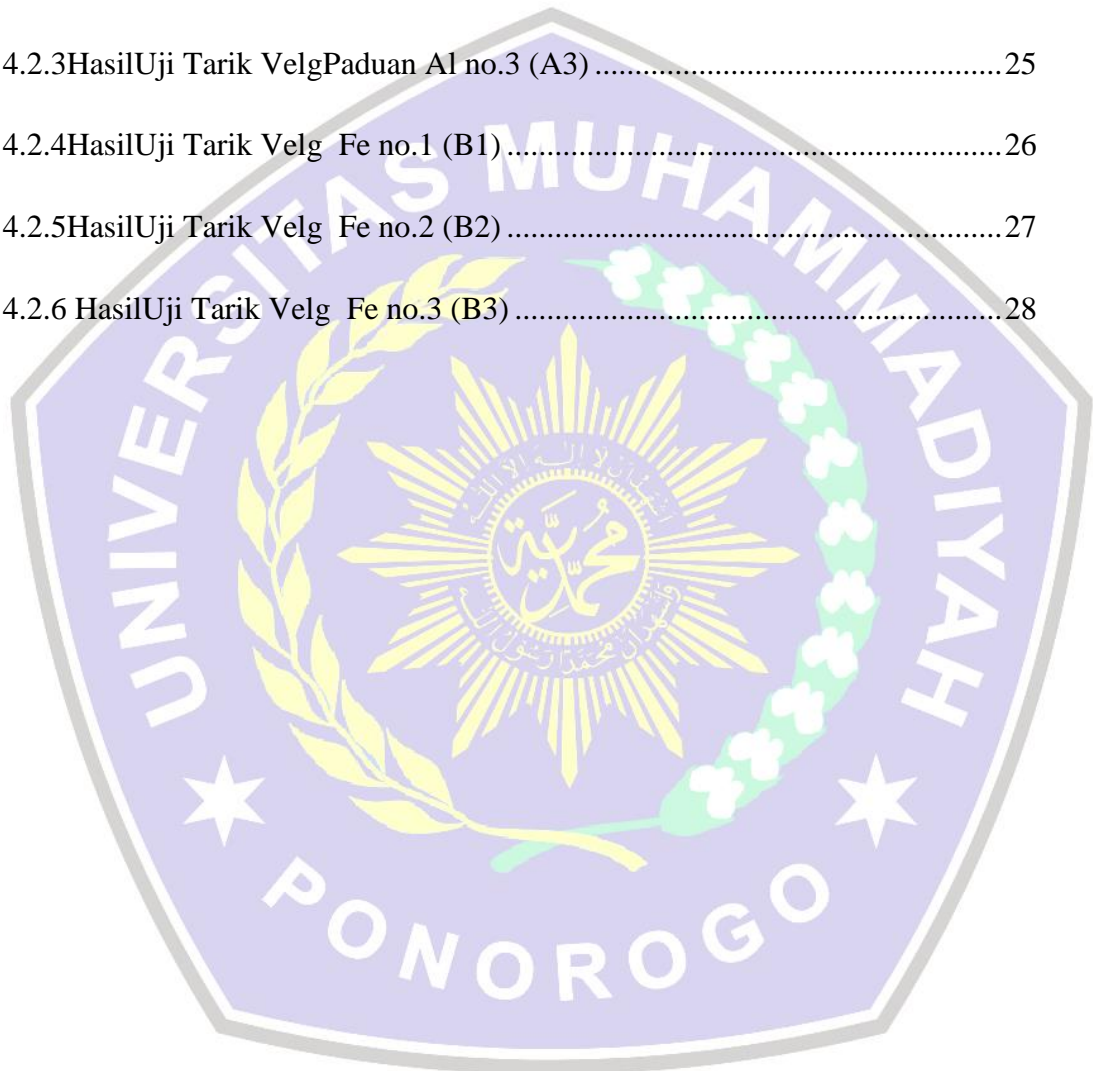 4.2.3HasilUji Tarik VelgPaduan Al no.3 (A3) ................................................ 25
4.2.4HasilUji Tarik Velg  Fe no.1 (B1) ............................................................. 26
4.2.5HasilUji Tarik Velg  Fe no.2 (B2) ............................................................. 27
4.2.6 HasilUji Tarik Velg  Fe no.3 (B3) ............................................................ 28
UNIVERSITAS MUHAMMADIYAH
PONOROGO
محمد